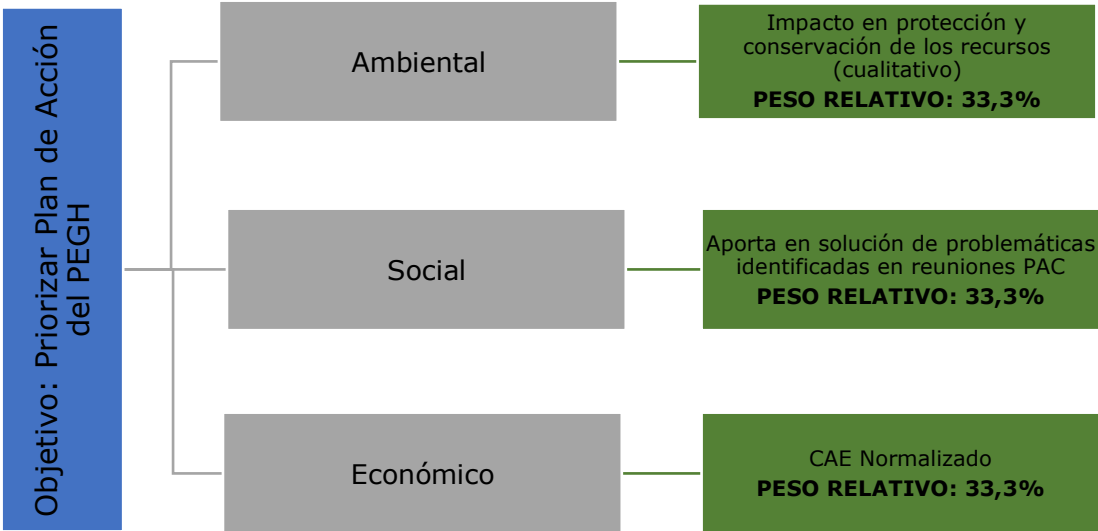 Objetivo: Priorizar Plan de Acción
del PEGH
Ambiental
Impacto en protección y
conservación de los recursos
(cualitativo)
PESO RELATIVO: 33,3%
Social
Aporta en solución de problemáticas
identificadas en reuniones PAC
PESO RELATIVO: 33,3%
Económico
CAE Normalizado
PESO RELATIVO: 33,3%